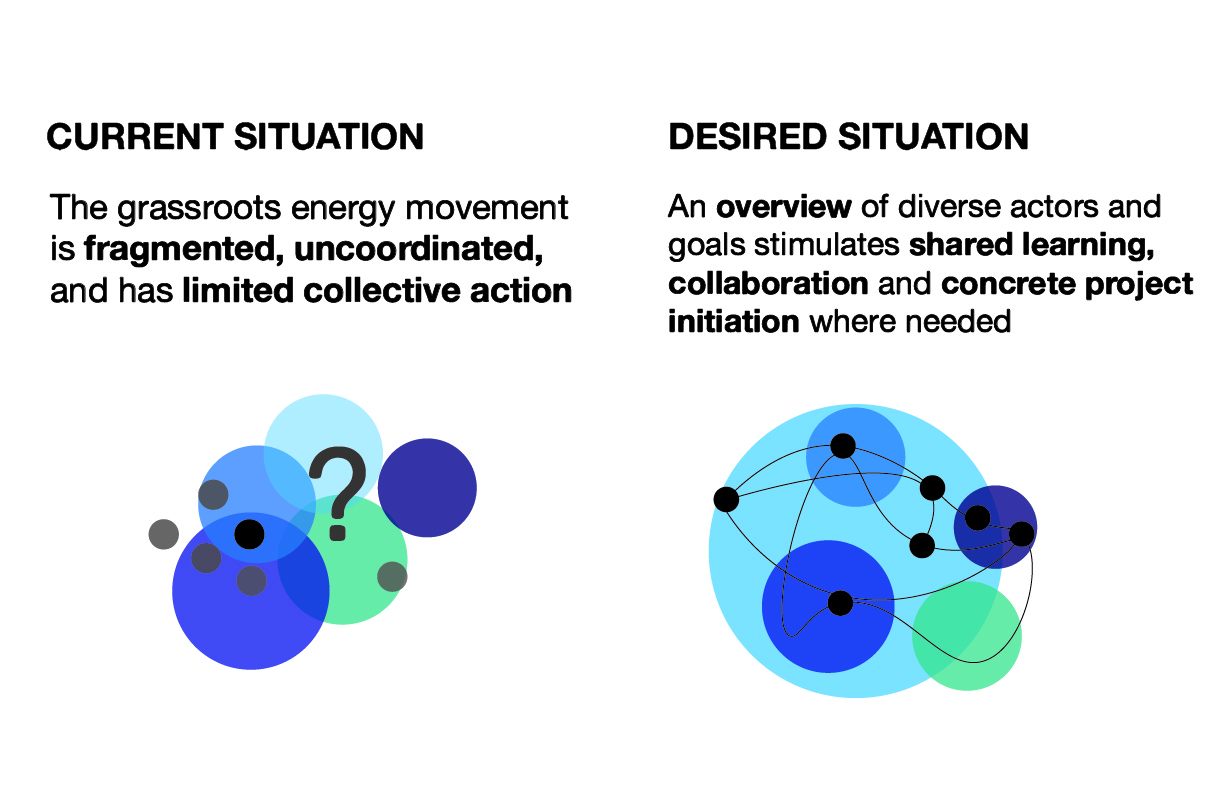 CURRENT SITUATION
The grassroots energy movement
is fragmented, uncoordinated,
and has limited collective action
?
DESIRED SITUATION
An overview of diverse actors and
goals stimulates shared learning,
collaboration and concrete project
initiation where needed